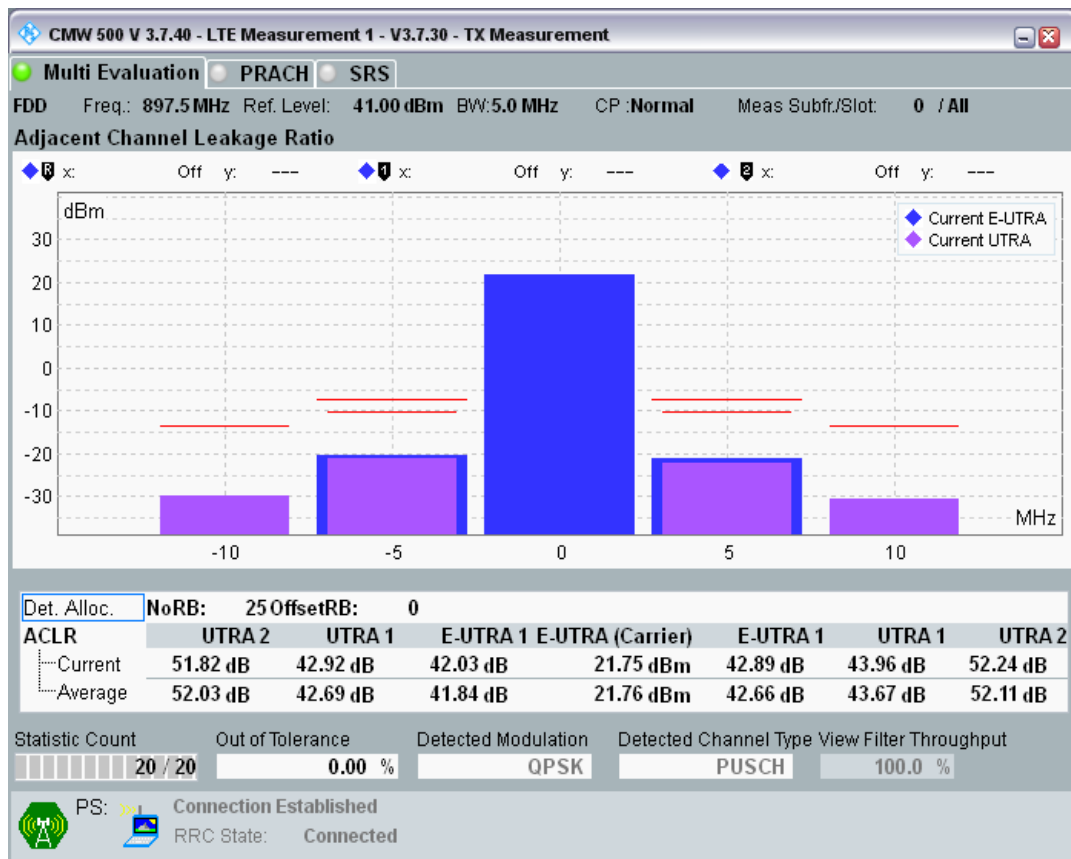 CMW 500 V 3.7.40 - LTE Measurement 1 - V3.7.30 - TX Measurement
Multi Evaluation PRACH SRS
FDD Freq.: 897.5 MHz Ref. Level: 41.00 dBm BW:5.0 MHz CP :Normal Meas Subfr./Slot: 0 / All
Adjacent Channel Leakage Ratio
R x: Off y: --- 1 x: Off y: --- 2 x: Off y: ---
dBm
Current E-UTRA
Current UTRA
30
20
10
0
-10
-20
-30
MHz
-10 -5 0 5 10
Det. Alloc. NoRB: 25 OffsetRB: 0
ACLR UTRA 2 UTRA 1 E-UTRA 1 E-UTRA (Carrier) E-UTRA 1 UTRA 1 UTRA 2
Current 51.82 dB 42.92 dB 42.03 dB 21.75 dBm 42.89 dB 43.96 dB 52.24 dB
Average 52.03 dB 42.69 dB 41.84 dB 21.76 dBm 42.66 dB 43.67 dB 52.11 dB
Statistic Count Out of Tolerance Detected Modulation Detected Channel Type View Filter Throughput
20 / 20 0.00 % QPSK PUSCH 100.0 %
PS: Connection Established
RRC State: Connected